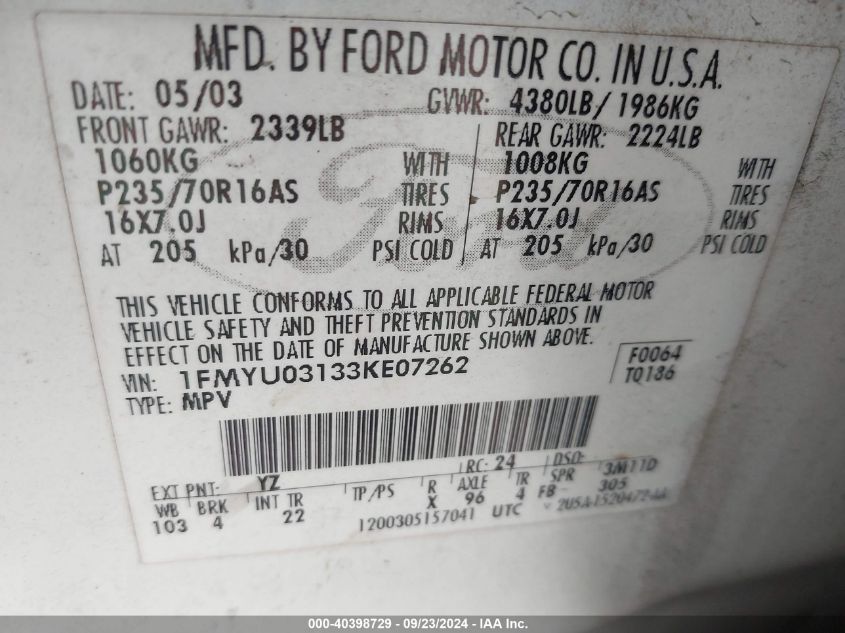 MFD. BY FORD MOTOR CO. IN U.S.A.
DATE: 05/03 GVWR: 4380LB/ 1986KG
FRONT GAWR: 2339LB REAR GAWR: 2224LB
1060KG WITH 1008KG WITH
P235/70R16AS TIRES P235/70R16AS TIRES
16X7.0J RIMS 16X7.0J RIMS
AT 205 kPa/30 PSI COLD AT 205 kPa/30 PSI COLD
Ford
THIS VEHICLE CONFORMS TO ALL APPLICABLE FEDERAL MOTOR
VEHICLE SAFETY AND THEFT PREVENTION STANDARDS IN
EFFECT ON THE DATE OF MANUFACTURE SHOWN ABOVE.
VIN: 1FMYU03133KE07262 F0064
TYPE: MPV T0186
EXT PNT: YZ RC: 24 DSO:
WB BRK INT TR TP/PS R AXLE TR SPR 3M11D
103 4 22 X 96 4 FB 305
1200305157041 UTC
000-40398729 - 09/23/2024 - IAA Inc.